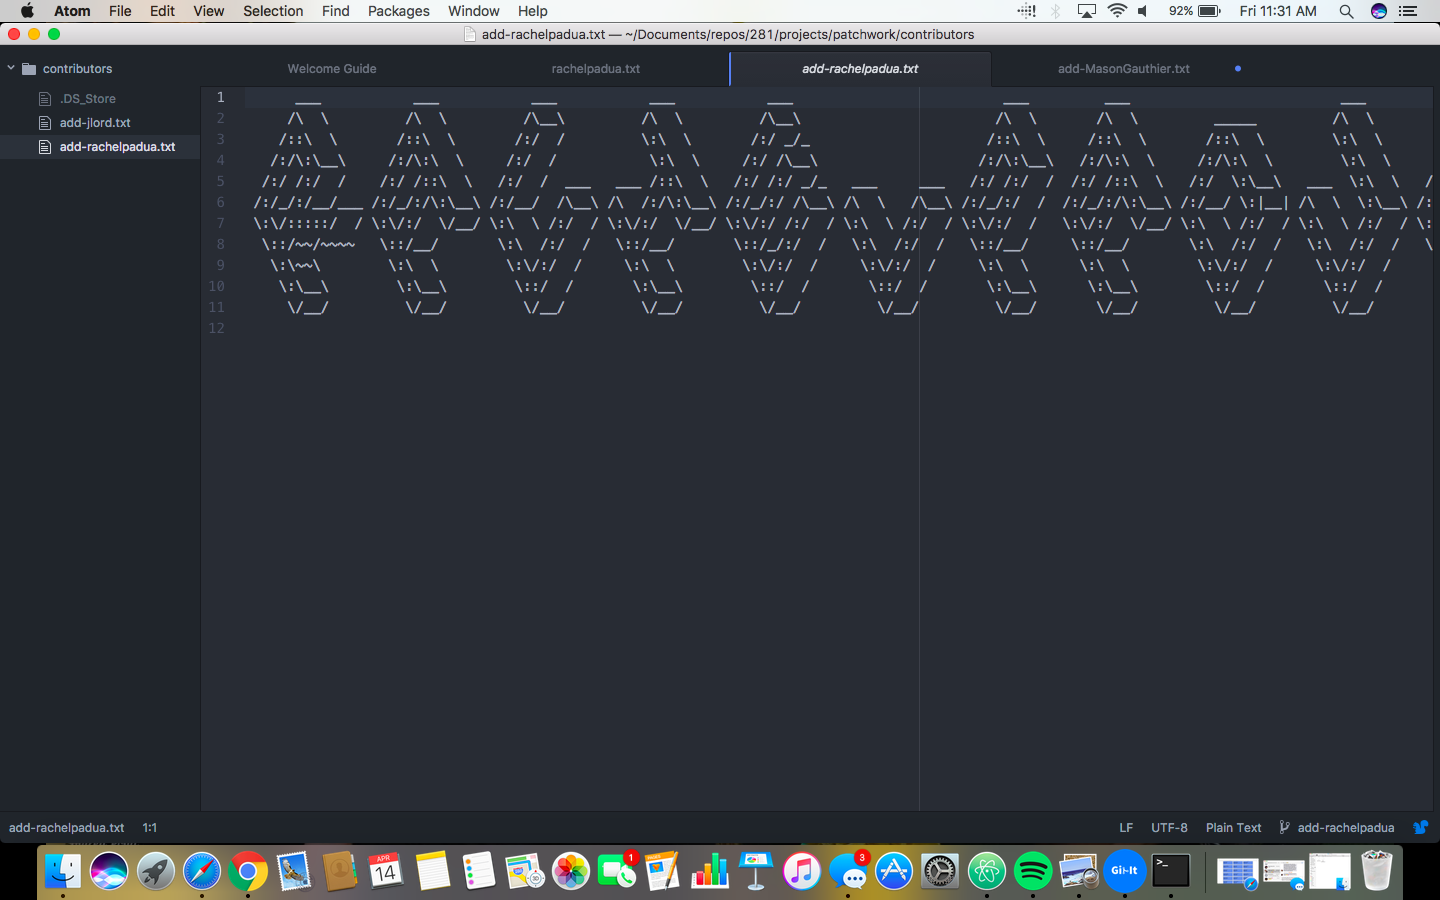 Atom File Edit View Selection Find Packages Window Help 92% Fri 11:31 AM
add-rachelpadua.txt — ~/Documents/repos/281/projects/patchwork/contributors
contributors
.DS_Store
add-jlord.txt
add-rachelpadua.txt
Welcome Guide rachelpadua.txt add-rachelpadua.txt add-MasonGauthier.txt
1
2
3
4
5
6
7
8
9
10
11
12
add-rachelpadua.txt 1:1 LF UTF-8 Plain Text add-rachelpadua
APR
14
30
1
3
Git-It
>_